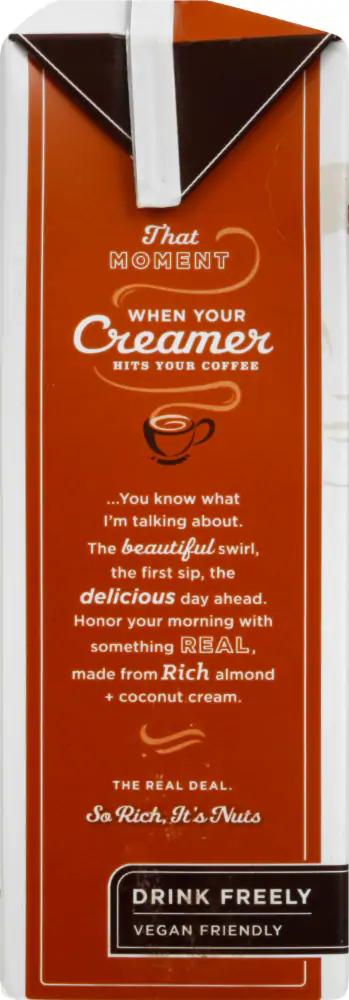 That
MOMENT
WHEN YOUR
Creamer
HITS YOUR COFFEE
...You know what
I'm talking about.
The beautiful swirl,
the first sip, the
delicious day ahead.
Honor your morning with
something REAL,
made from Rich almond
+ coconut cream.
THE REAL DEAL.
So Rich, It's Nuts
DRINK FREELY
VEGAN FRIENDLY